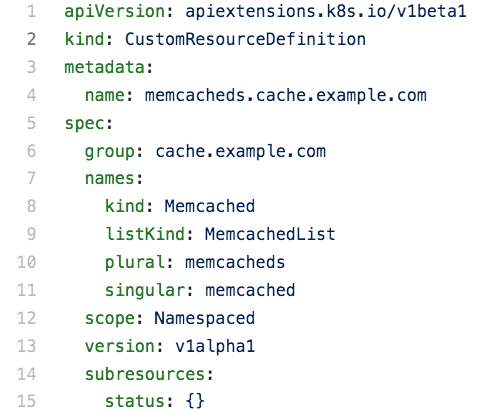 1 apiVersion: apiextensions.k8s.io/v1beta1
2 kind: CustomResourceDefinition
3 metadata:
4   name: memcacheds.cache.example.com
5 spec:
6   group: cache.example.com
7   names:
8     kind: Memcached
9     listKind: MemcachedList
10     plural: memcacheds
11     singular: memcached
12   scope: Namespaced
13   version: v1alpha1
14   subresources:
15     status: {}